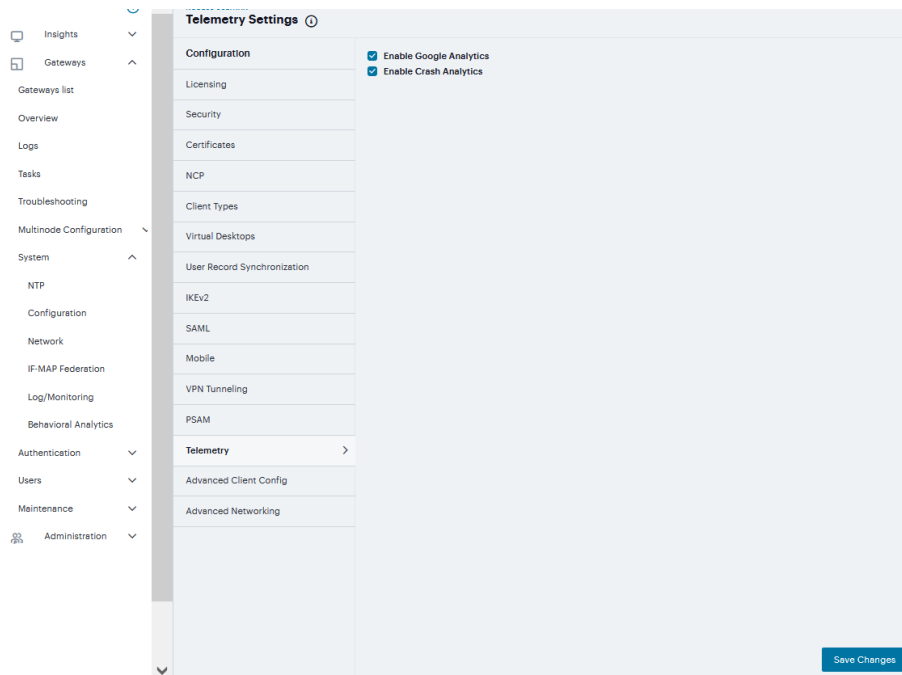 Telemetry Settings
Insights
Gateways
Gateways list
Overview
Logs
Tasks
Troubleshooting
Multinode Configuration
System
NTP
Configuration
Network
IF-MAP Federation
Log/Monitoring
Behavioral Analytics
Authentication
Users
Maintenance
Administration
Configuration
Licensing
Security
Certificates
NCP
Client Types
Virtual Desktops
User Record Synchronization
IKEv2
SAML
Mobile
VPN Tunneling
PSAM
Telemetry
Advanced Client Config
Advanced Networking
Enable Google Analytics
Enable Crash Analytics
Save Changes